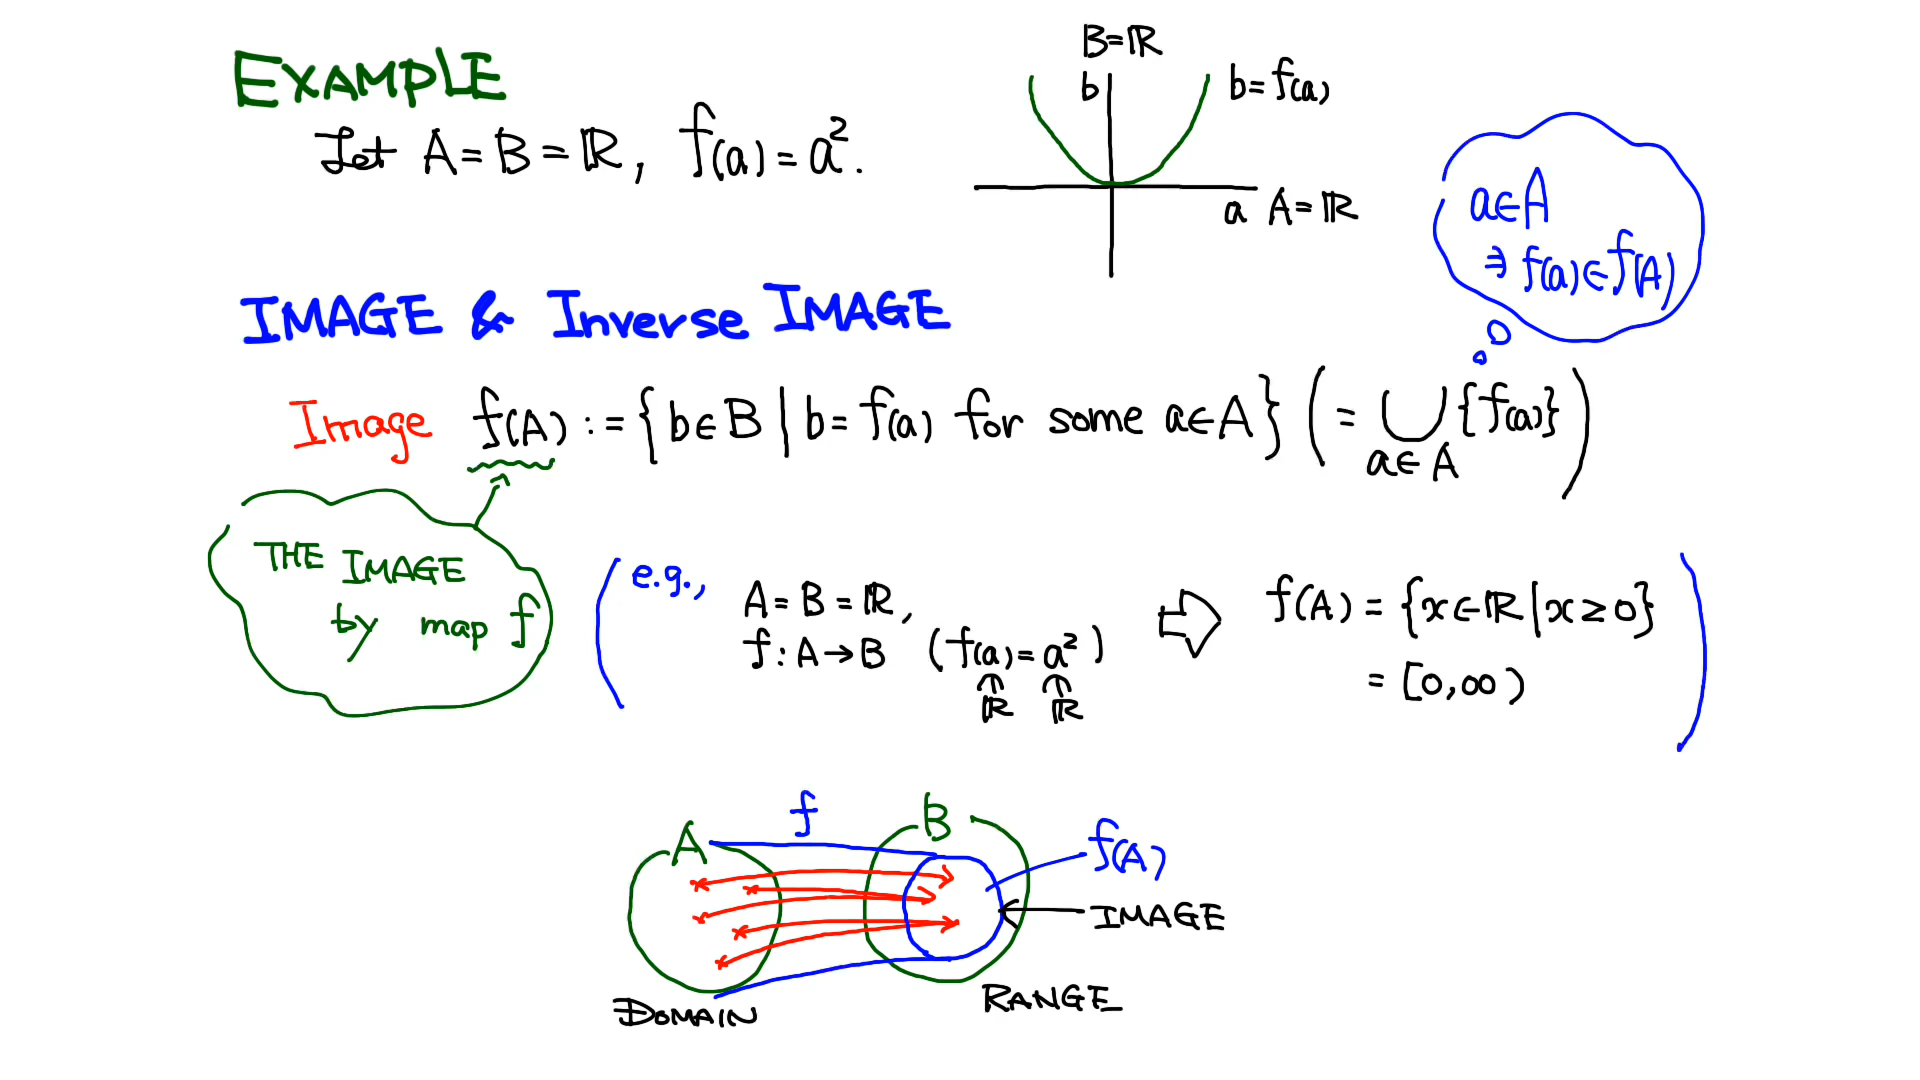 EXAMPLE
Let A = B = ℝ, f(a) = a².
B=ℝ
b
b = f(a)
a A=ℝ
a∈A
⇒ f(a)∈f(A)
IMAGE & Inverse IMAGE
Image f(A) := {b∈B | b = f(a) for some a∈A} (= ⋃_{a∈A} {f(a)})
THE IMAGE
by map f
e.g., A = B = ℝ,
f : A → B (f(a) = a²)
ℝ ℝ
⇨ f(A) = {x∈ℝ | x ≥ 0}
= [0, ∞)
f
A
B
f(A)
IMAGE
RANGE
DOMAIN